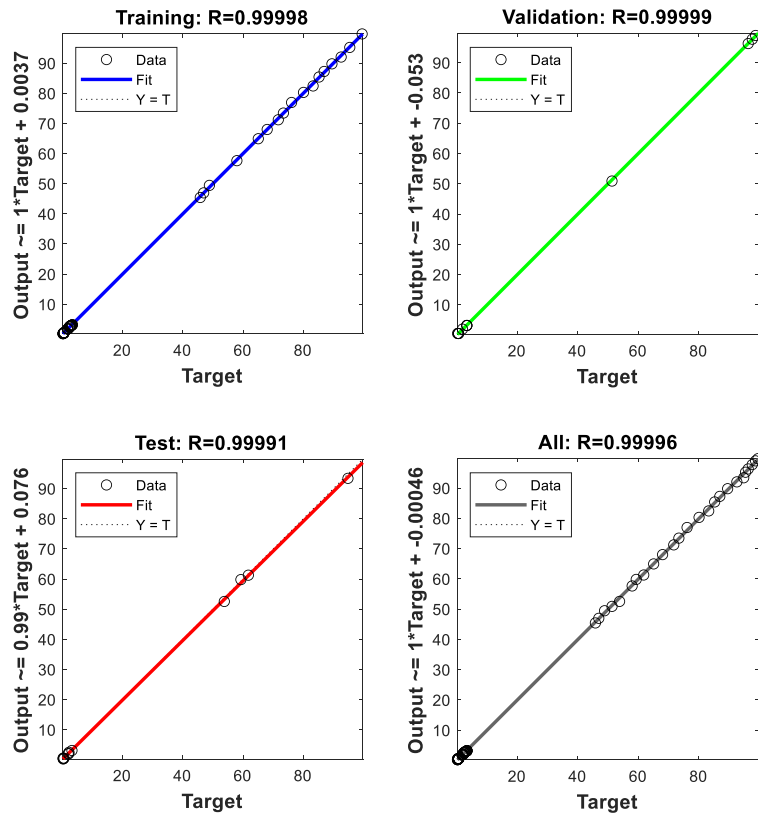 Training: R=0.99998
Output ~= 1*Target + 0.0037
90
80
70
60
50
40
30
20
10
Data
Fit
Y = T
20
40
60
80
Target
Validation: R=0.99999
Output ~= 1*Target + -0.053
90
80
70
60
50
40
30
20
10
Data
Fit
Y = T
20
40
60
80
Target
Test: R=0.99991
Output ~= 0.99*Target + 0.076
90
80
70
60
50
40
30
20
10
Data
Fit
Y = T
20
40
60
80
Target
All: R=0.99996
Output ~= 1*Target + -0.00046
90
80
70
60
50
40
30
20
10
Data
Fit
Y = T
20
40
60
80
Target